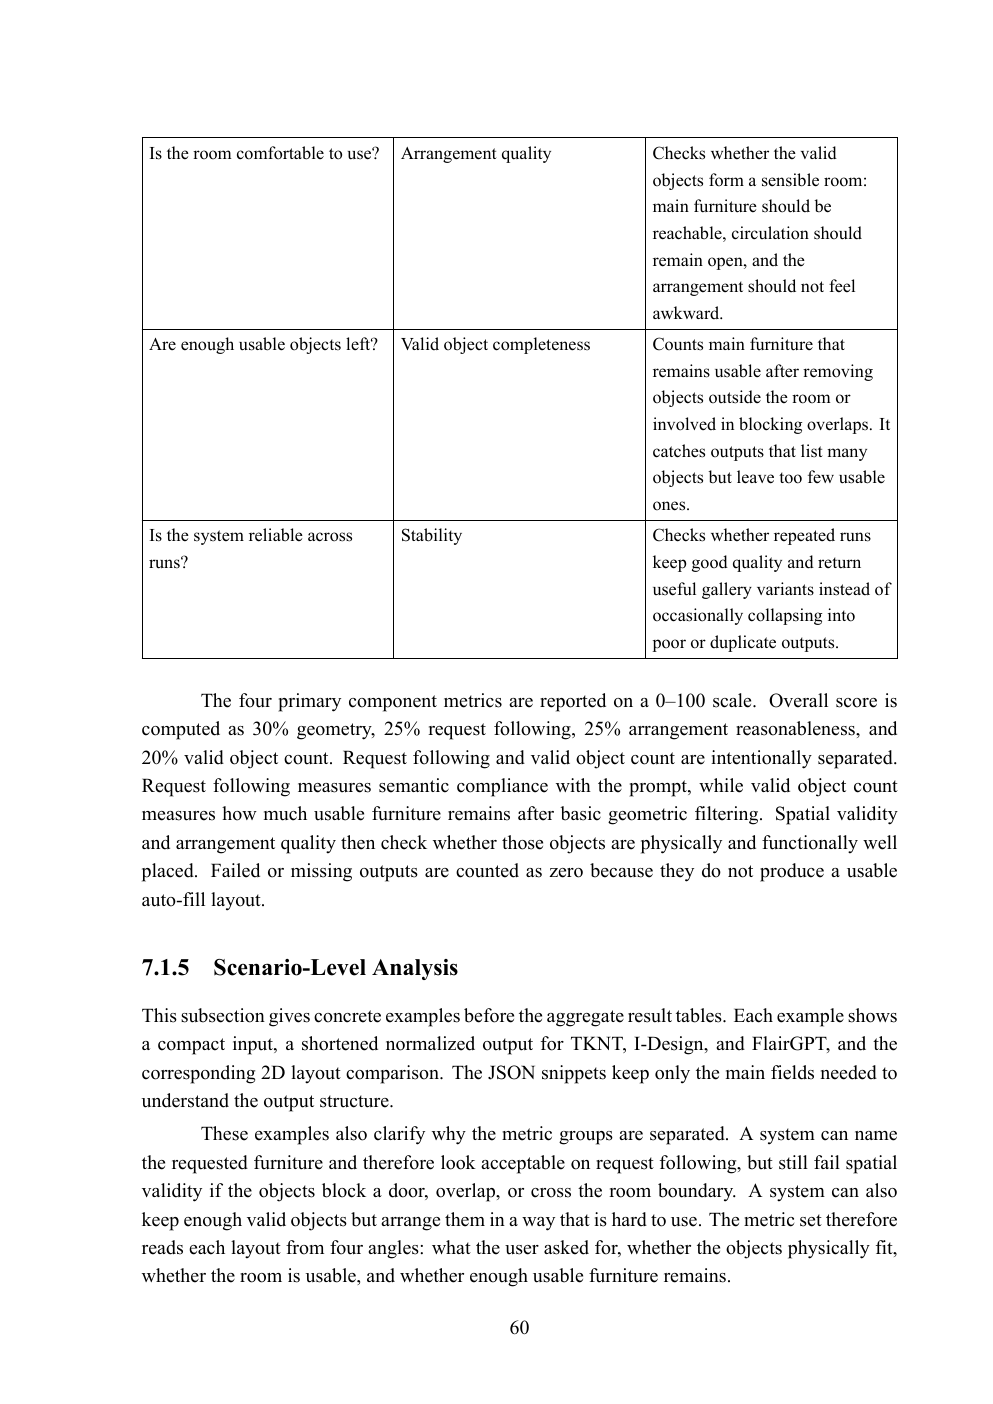 Is the room comfortable to use?
Arrangement quality
Checks whether the valid
objects form a sensible room:
main furniture should be
reachable, circulation should
remain open, and the
arrangement should not feel
awkward.
Are enough usable objects left?
Valid object completeness
Counts main furniture that
remains usable after removing
objects outside the room or
involved in blocking overlaps. It
catches outputs that list many
objects but leave too few usable
ones.
Is the system reliable across
runs?
Stability
Checks whether repeated runs
keep good quality and return
useful gallery variants instead of
occasionally collapsing into
poor or duplicate outputs.
The four primary component metrics are reported on a 0–100 scale. Overall score is
computed as 30% geometry, 25% request following, 25% arrangement reasonableness, and
20% valid object count. Request following and valid object count are intentionally separated.
Request following measures semantic compliance with the prompt, while valid object count
measures how much usable furniture remains after basic geometric filtering. Spatial validity
and arrangement quality then check whether those objects are physically and functionally well
placed. Failed or missing outputs are counted as zero because they do not produce a usable
auto-fill layout.
7.1.5 Scenario-Level Analysis
This subsection gives concrete examples before the aggregate result tables. Each example shows
a compact input, a shortened normalized output for TKNT, I-Design, and FlairGPT, and the
corresponding 2D layout comparison. The JSON snippets keep only the main fields needed to
understand the output structure.
These examples also clarify why the metric groups are separated. A system can name
the requested furniture and therefore look acceptable on request following, but still fail spatial
validity if the objects block a door, overlap, or cross the room boundary. A system can also
keep enough valid objects but arrange them in a way that is hard to use. The metric set therefore
reads each layout from four angles: what the user asked for, whether the objects physically fit,
whether the room is usable, and whether enough usable furniture remains.
60